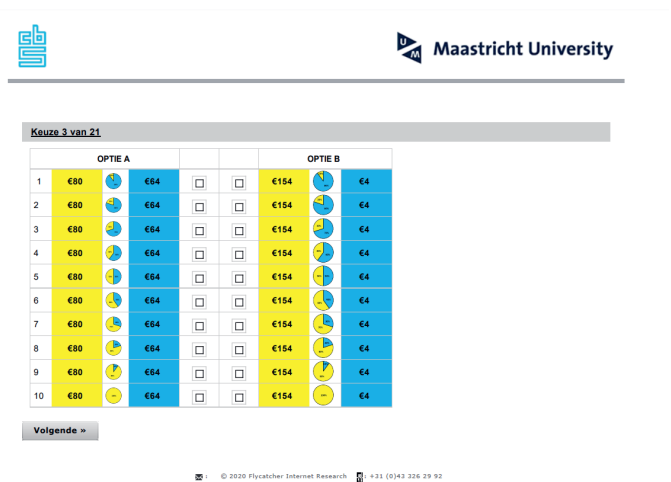 cbs
UM Maastricht University
Keuze 3 van 21
OPTIE A OPTIE B
1 €80 €64 €154 €4
2 €80 €64 €154 €4
3 €80 €64 €154 €4
4 €80 €64 €154 €4
5 €80 €64 €154 €4
6 €80 €64 €154 €4
7 €80 €64 €154 €4
8 €80 €64 €154 €4
9 €80 €64 €154 €4
10 €80 €64 €154 €4
Volgende »
: © 2020 Flycatcher Internet Research : +31 (0)43 326 29 92